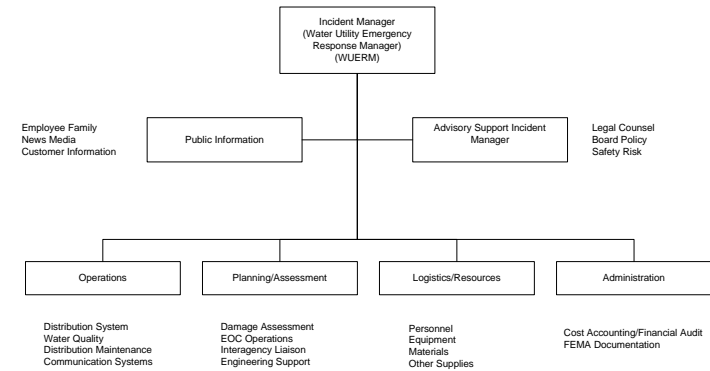 Incident Manager
(Water Utility Emergency
Response Manager)
(WUERM)
Employee Family
News Media
Customer Information
Public Information
Advisory Support Incident
Manager
Legal Counsel
Board Policy
Safety Risk
Operations
Planning/Assessment
Logistics/Resources
Administration
Distribution System
Water Quality
Distribution Maintenance
Communication Systems
Damage Assessment
EOC Operations
Interagency Liaison
Engineering Support
Personnel
Equipment
Materials
Other Supplies
Cost Accounting/Financial Audit
FEMA Documentation